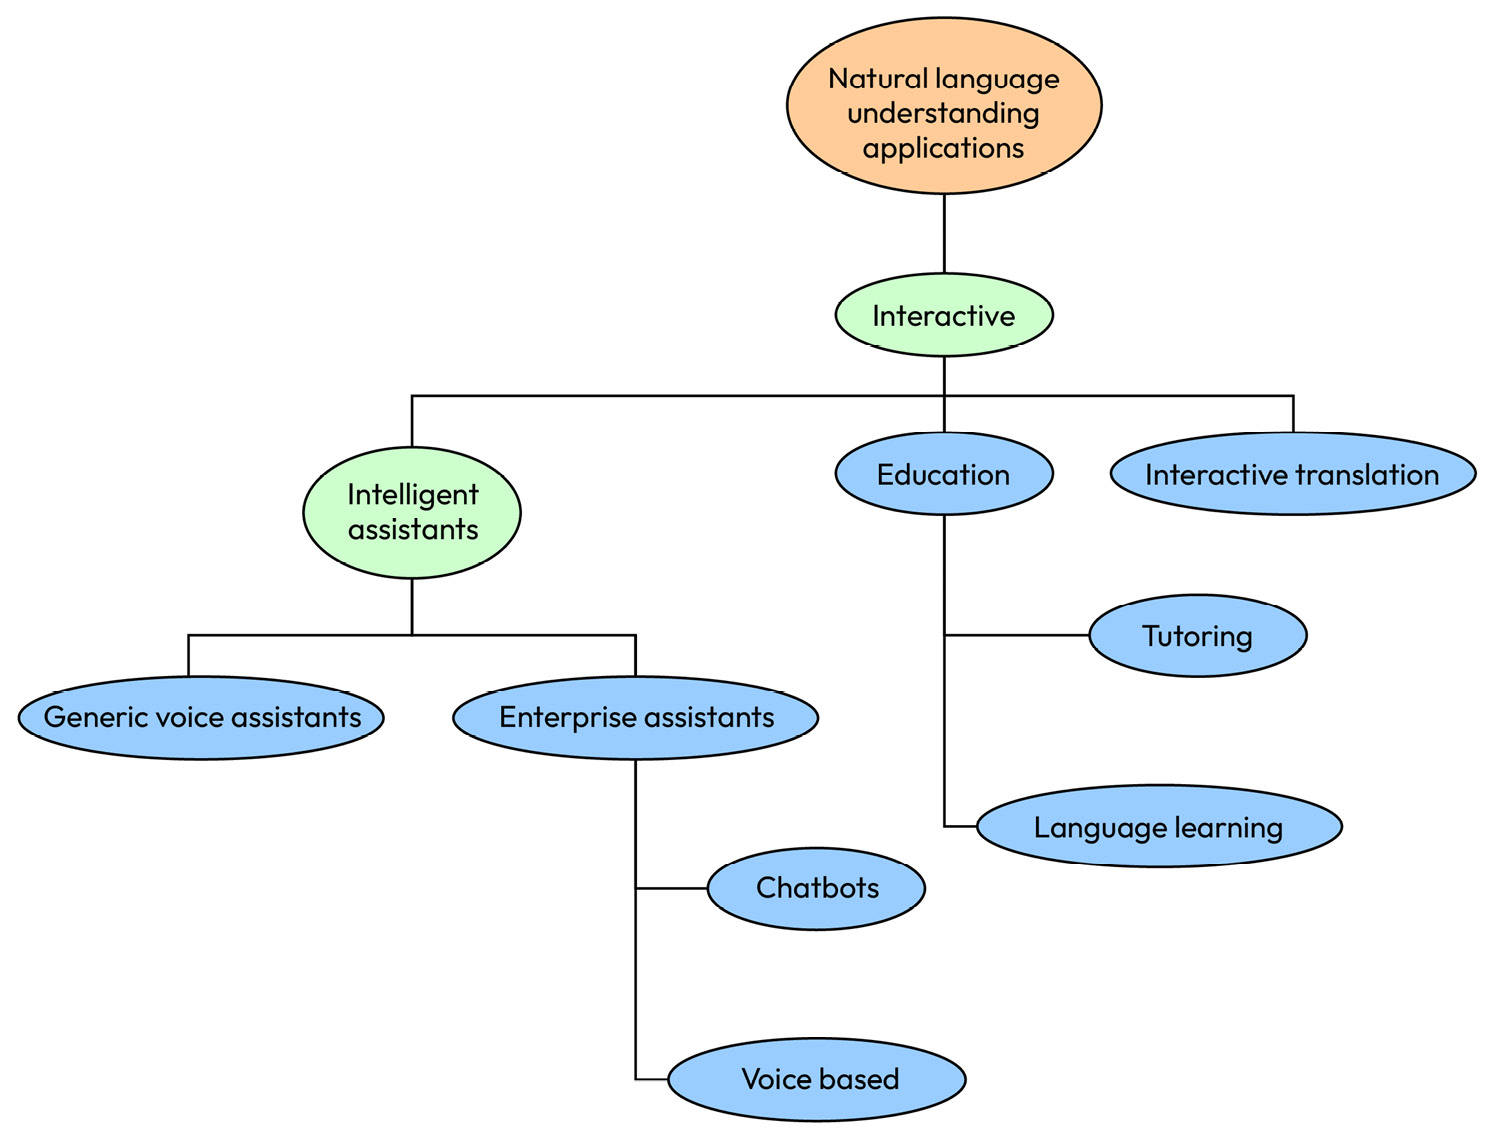 Natural language
understanding
applications
Interactive
Intelligent
assistants
Education
Interactive translation
Tutoring
Generic voice assistants
Enterprise assistants
Language learning
Chatbots
Voice based